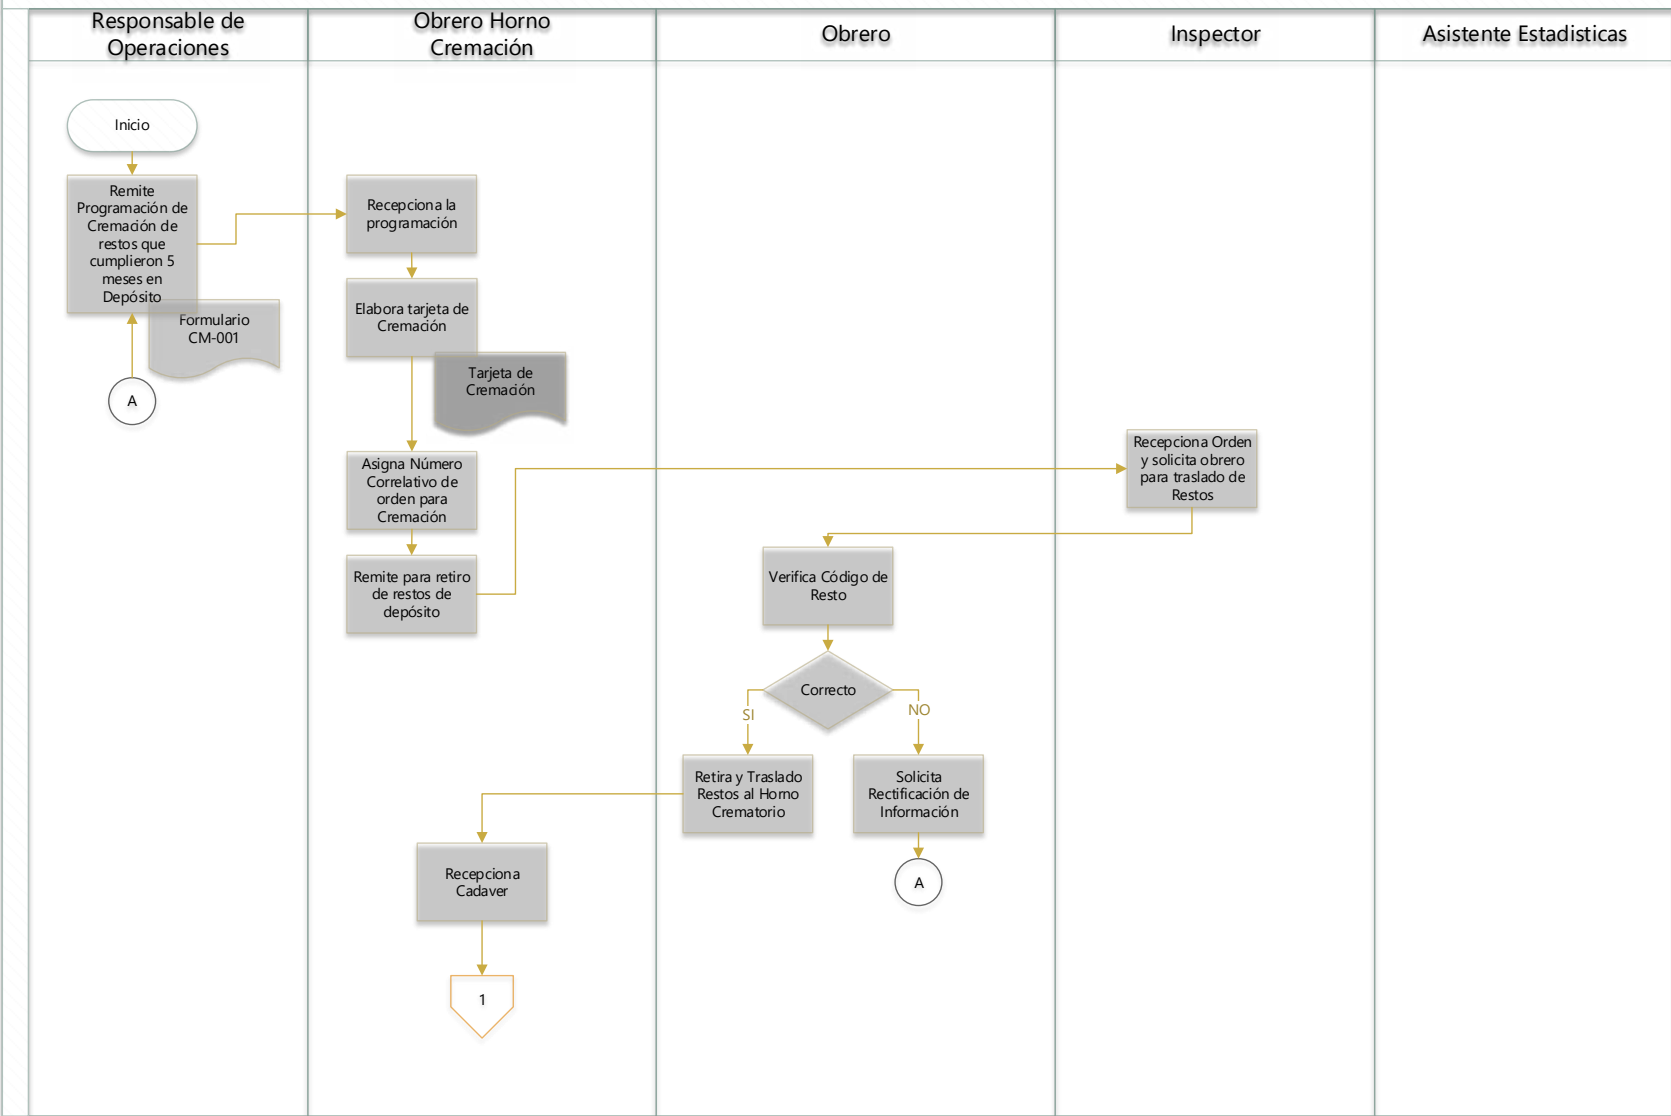 Responsable de
Operaciones
Obrero Horno
Cremación
Obrero
Inspector
Asistente Estadisticas
Inicio
Remite
Programación de
Cremación de
restos que
cumplieron 5
meses en
Depósito
Formulario
CM-001
A
Recepciona la
programación
Elabora tarjeta de
Cremación
Tarjeta de
Cremación
Asigna Número
Correlativo de
orden para
Cremación
Remite para retiro
de restos de
depósito
Recepciona Orden
y solicita obrero
para traslado de
Restos
Verifica Código de
Resto
Correcto
SI
NO
Retira y Traslado
Restos al Horno
Crematorio
Solicita
Rectificación de
Información
A
Recepciona
Cadaver
1